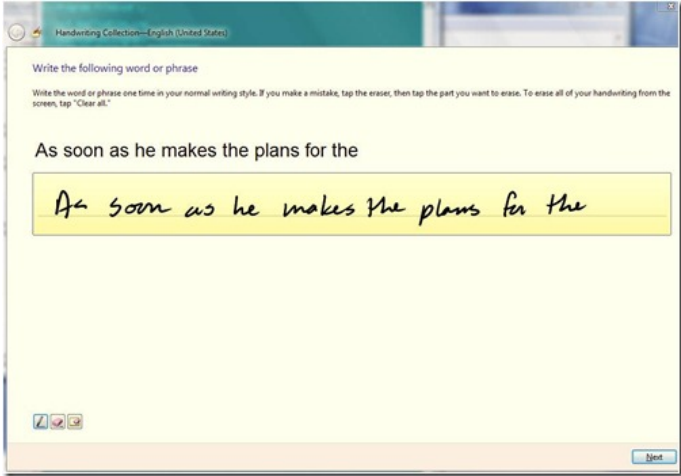 Handwriting Collection—English (United States)
Write the following word or phrase
Write the word or phrase one time in your normal writing style. If you make a mistake, tap the eraser, then tap the part you want to erase. To erase all of your handwriting from the
screen, tap "Clear all."
As soon as he makes the plans for the
As soon as he makes the plans for the
Next